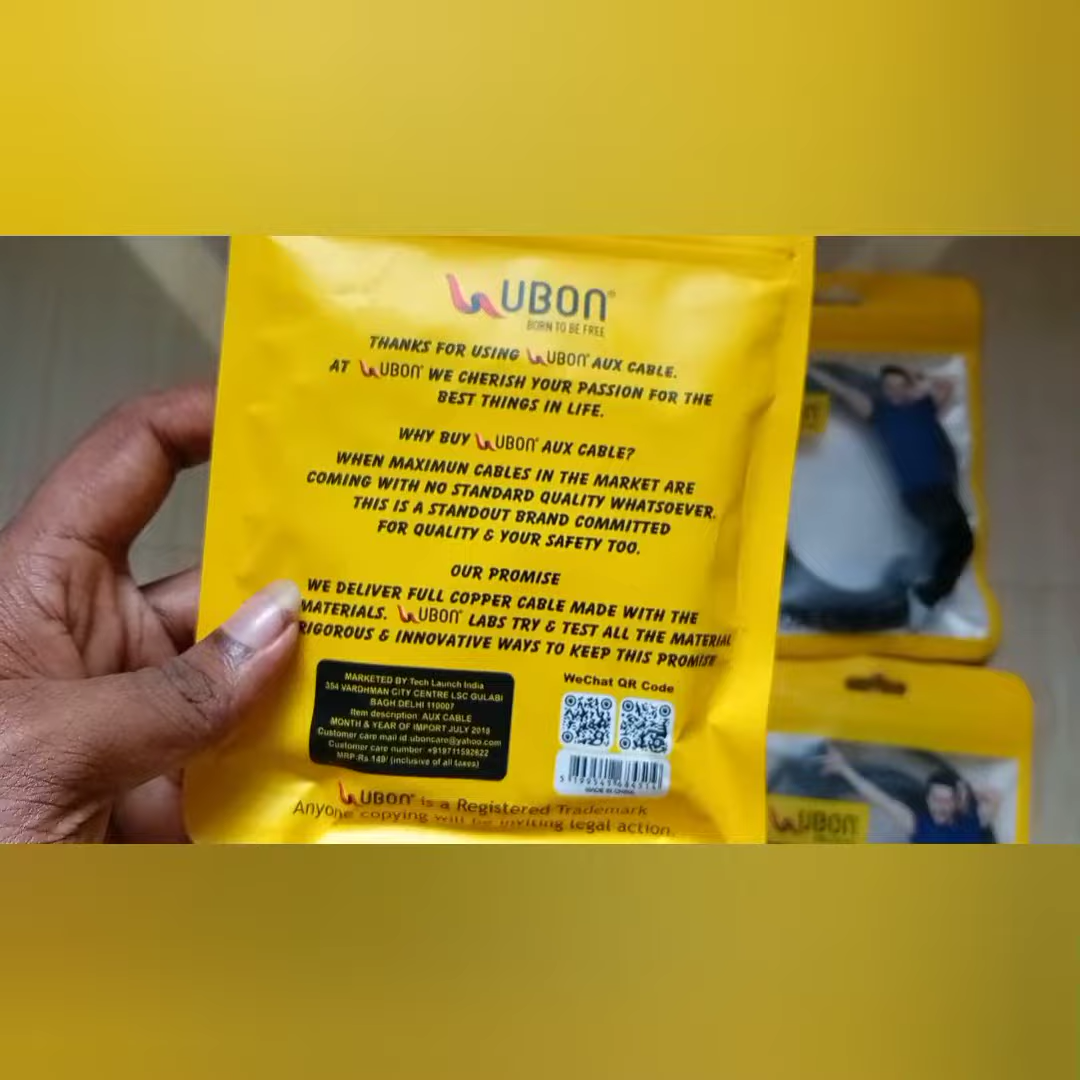 UBON®
BORN TO BE FREE
THANKS FOR USING UBON® AUX CABLE.
AT UBON® WE CHERISH YOUR PASSION FOR THE
BEST THINGS IN LIFE.
WHY BUY UBON® AUX CABLE?
WHEN MAXIMUN CABLES IN THE MARKET ARE
COMING WITH NO STANDARD QUALITY WHATSOEVER.
THIS IS A STANDOUT BRAND COMMITTED
FOR QUALITY & YOUR SAFETY TOO.
OUR PROMISE
WE DELIVER FULL COPPER CABLE MADE WITH THE
MATERIALS. UBON® LABS TRY & TEST ALL THE MATERIAL
RIGOROUS & INNOVATIVE WAYS TO KEEP THIS PROMISE
MARKETED BY Tech Launch India
354 VARDHMAN CITY CENTRE LSC GULABI
BAGH DELHI 110007
Item description AUX CABLE
MONTH & YEAR OF IMPORT JULY 2018
Customer care mail id uboncare@yahoo.com
Customer care number +919711592622
MRP:Rs.149/ (inclusive of all taxes)
WeChat QR Code
MADE IN CHINA
UBON® is a Registered Trademark
Anyone copying will be inviting legal action.
UBON